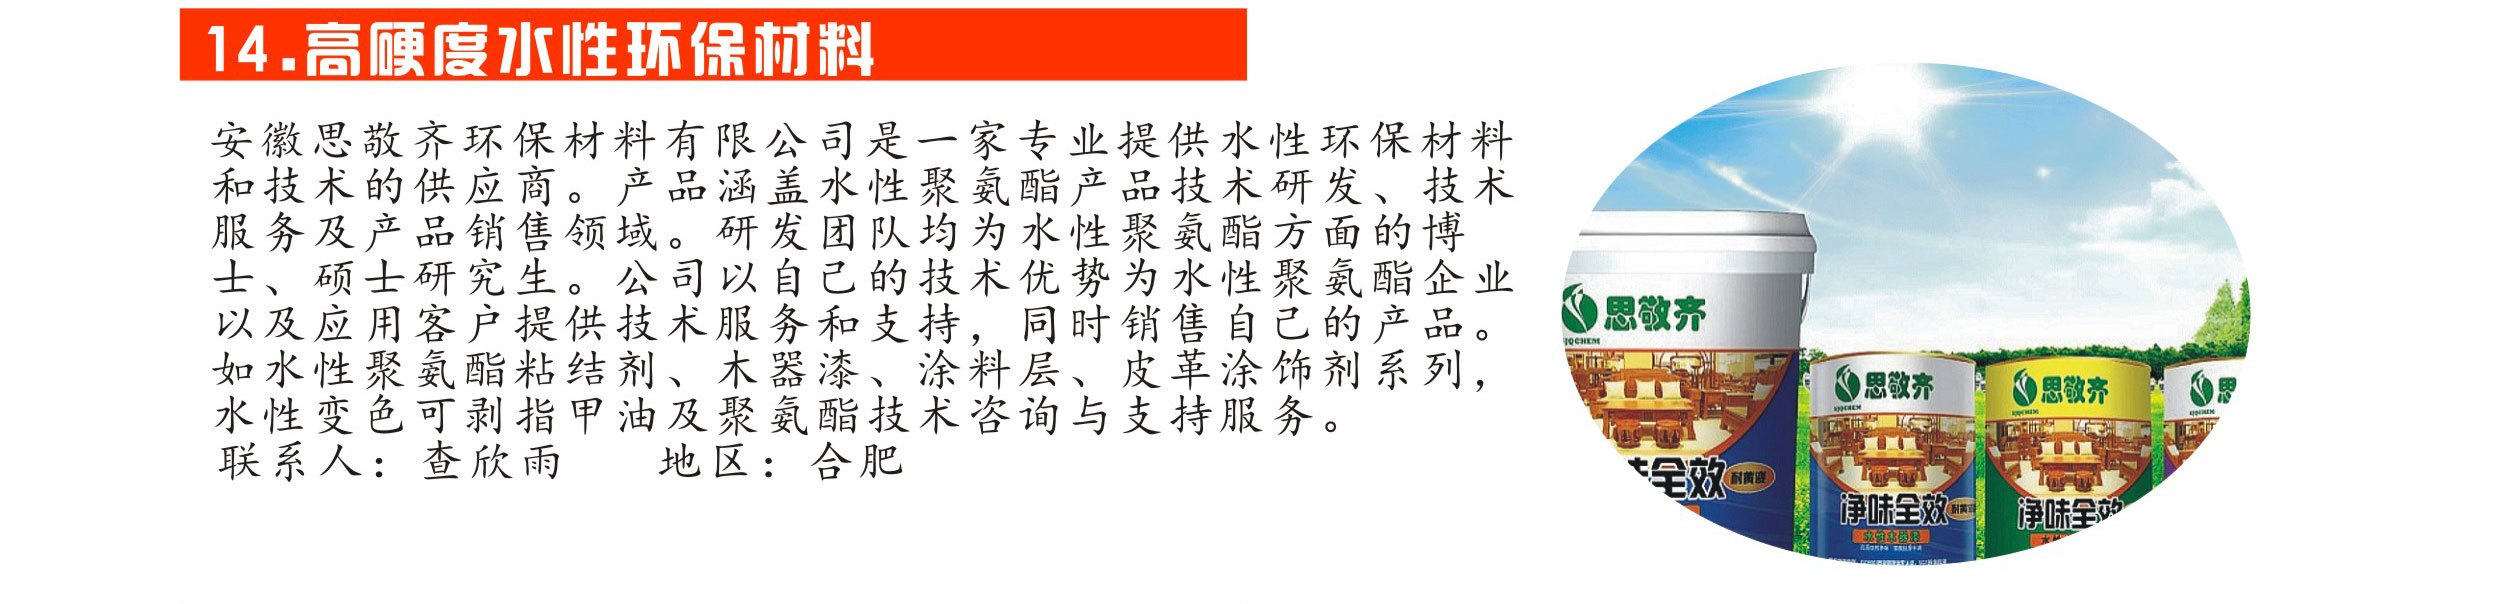 14.高硬度水性环保材料
安徽思敬齐环保材料有限公司是一家专业提供水性环保材料
和技术的供应商。产品涵盖水性聚氨酯产品技术研发、技术
服务及产品销售领域。研发团队均为水性聚氨酯方面的博
士、硕士研究生。公司以自己的技术优势为水性聚氨酯企业
以及应用客户提供技术服务和支持，同时销售自己的产品。
如水性聚氨酯粘结剂、木器漆、涂料层、皮革涂饰剂系列，
水性变色可剥指甲油及聚氨酯技术咨询与支持服务。
联系人：查欣雨 地区：合肥
思敬齐
SJQCHEM
味全效
耐黄变
思敬齐
SJQCHEM
净味全效
耐黄变
水性木器漆
思敬齐
SJQCHEM
净味全效
思
SJQCHEM